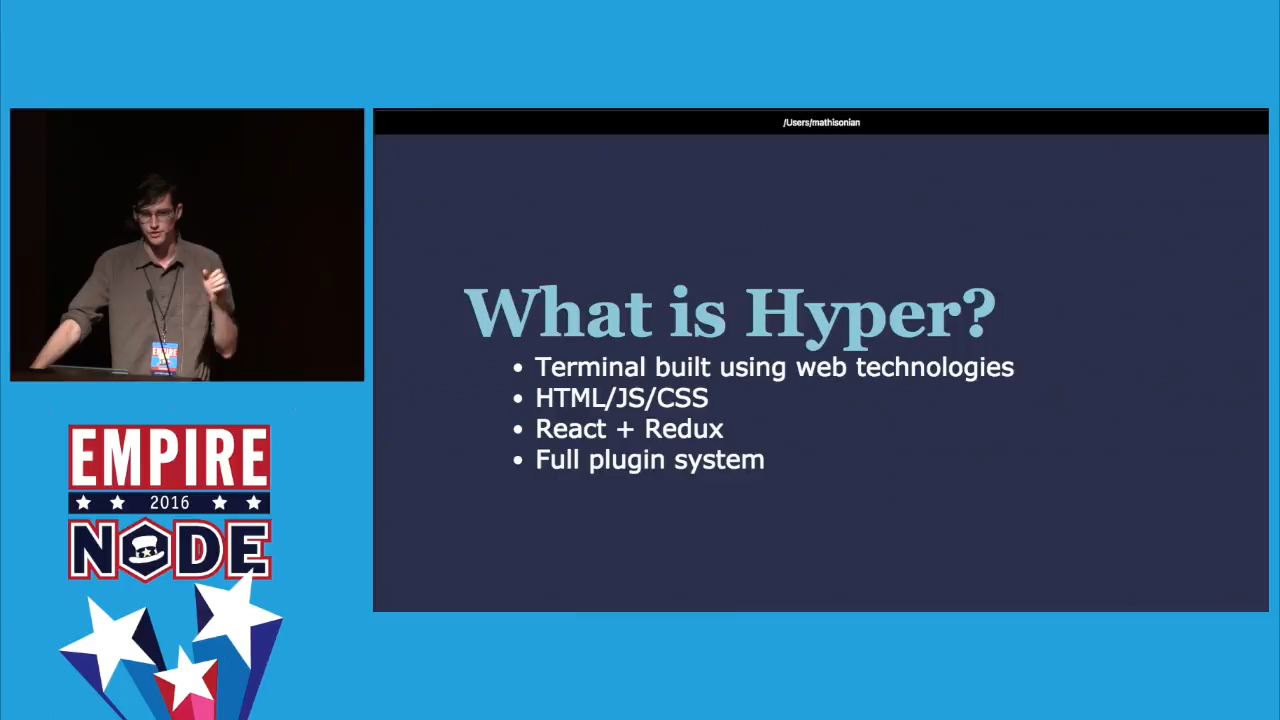 /Users/mathisonian
What is Hyper?
• Terminal built using web technologies
• HTML/JS/CSS
• React + Redux
• Full plugin system
EMPIRE
2016
NODE
EMPIRE